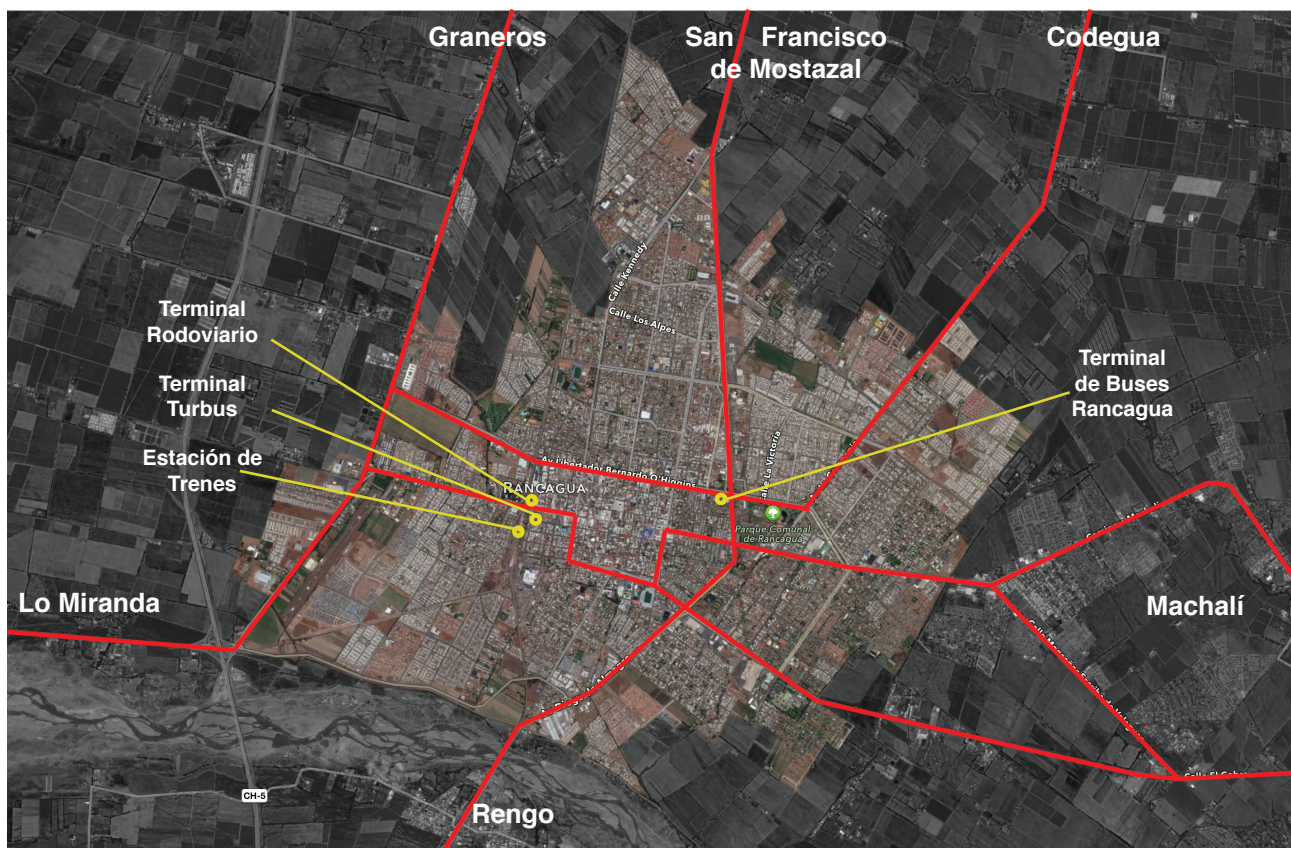 Graneros
San Francisco
de Mostazal
Codegua
Calle Kennedy
Calle Los Alpes
Terminal
Rodoviario
Terminal
de Buses
Rancagua
Terminal
Turbus
Calle La Victoria
Estación de
Trenes
Av Libertador Bernardo O'Higgins
RANCAGUA
Parque Comunal
de Rancagua
Lo Miranda
Machalí
CH-5
Rengo